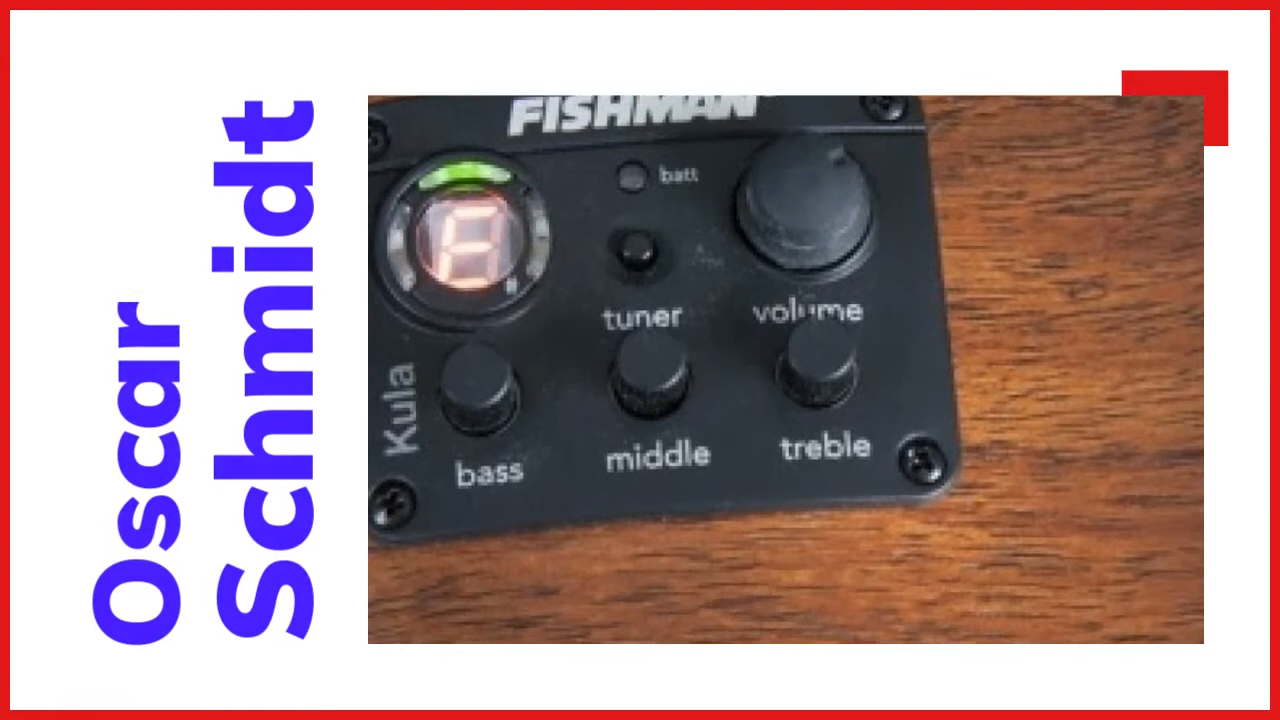 Oscar
Schmidt
FISHMAN
batt
tuner
volume
Kula
bass
middle
treble